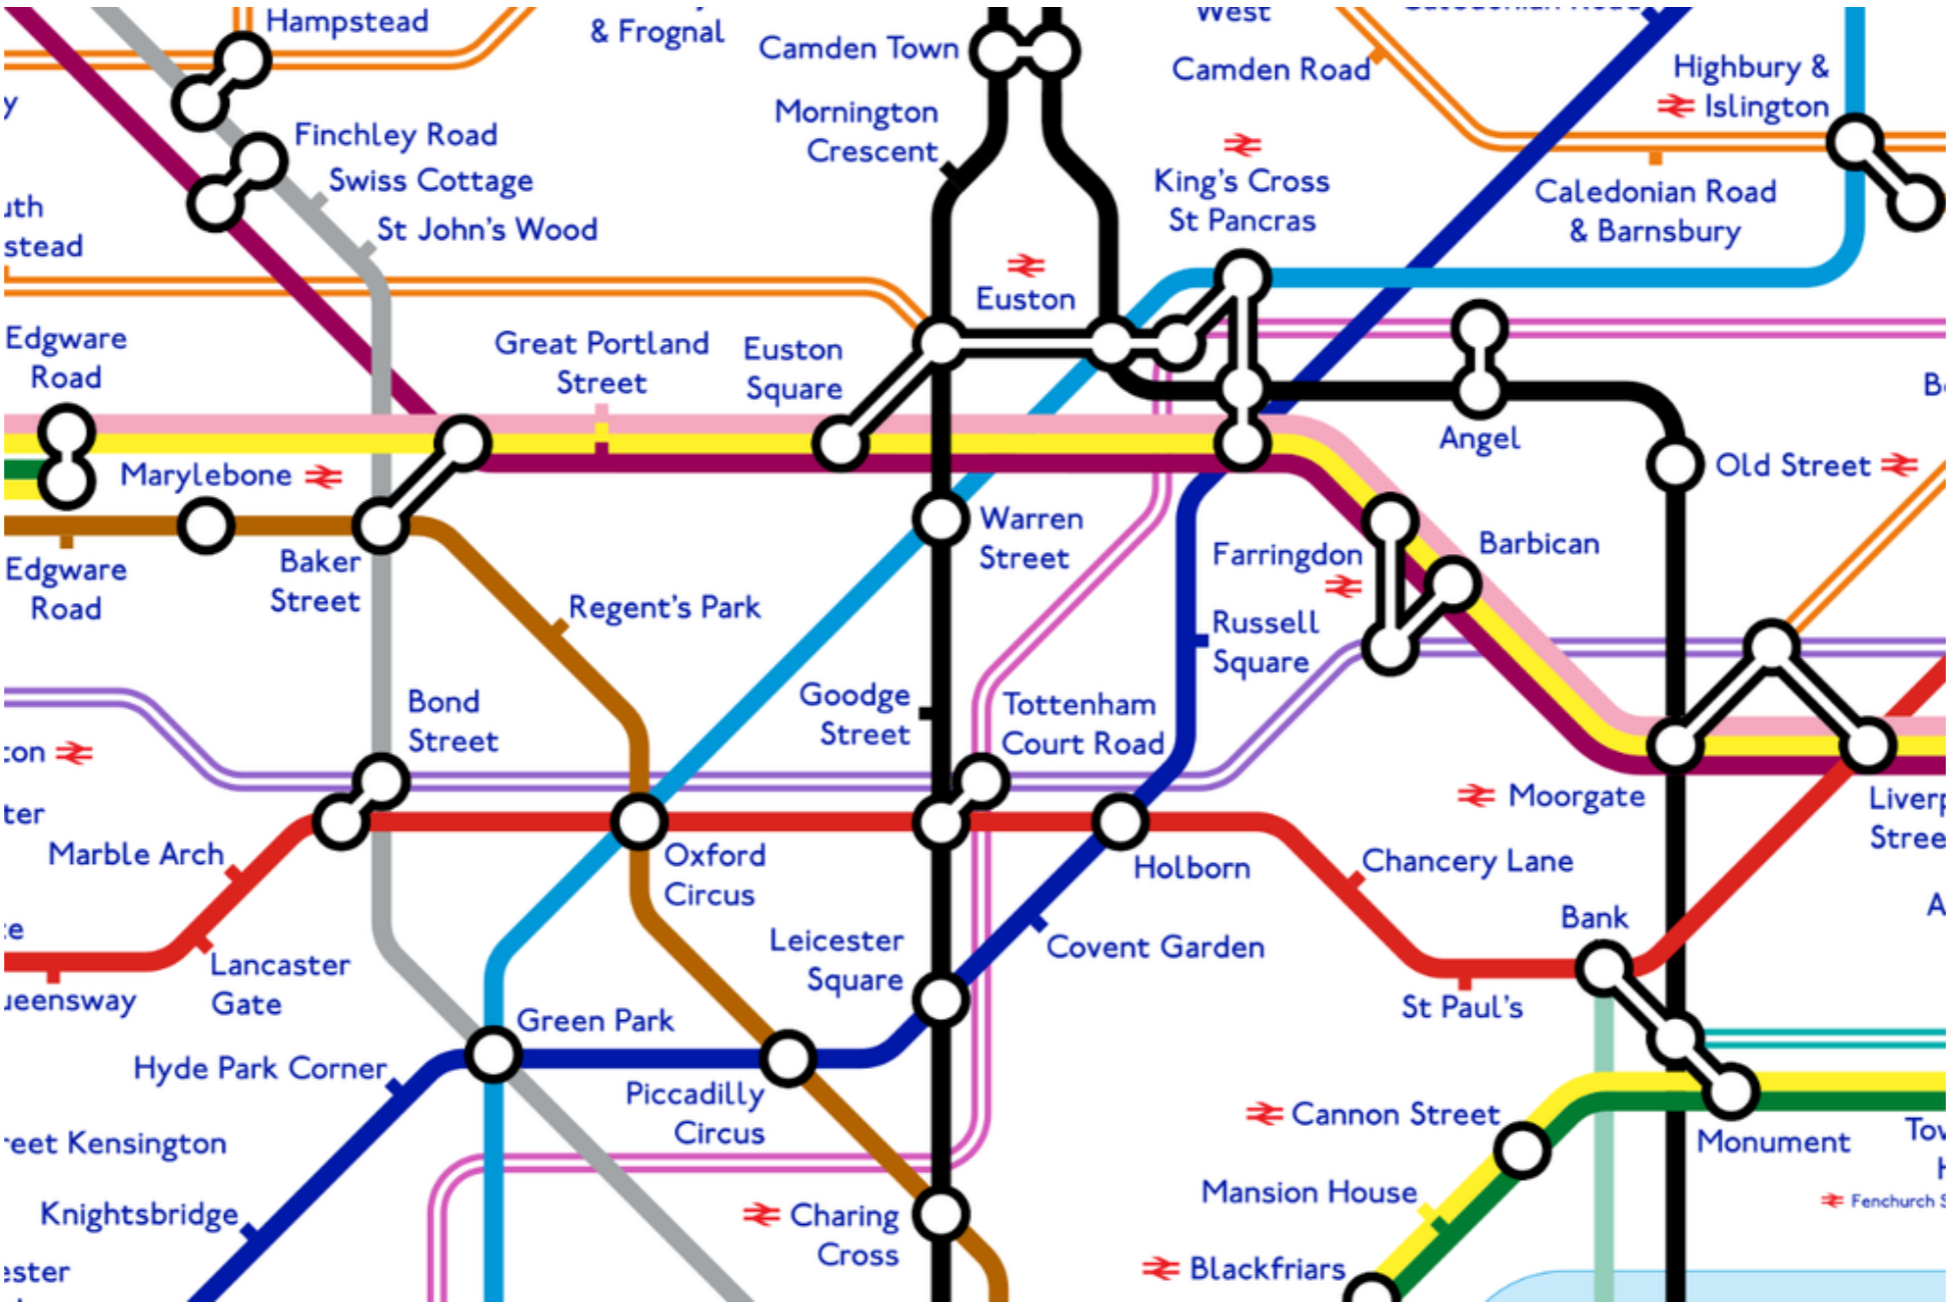 Hampstead
& Frognal
Camden Town
West
Camden Road
Highbury &
Islington
Mornington
Crescent
Finchley Road
Swiss Cottage
St John's Wood
King's Cross
St Pancras
Caledonian Road
& Barnsbury
Euston
Edgware
Road
Great Portland
Street
Euston
Square
Angel
Marylebone
Old Street
Warren
Street
Baker
Street
Edgware
Road
Farringdon
Barbican
Regent's Park
Russell
Square
Bond
Street
Goodge
Street
Tottenham
Court Road
Moorgate
Marble Arch
Oxford
Circus
Holborn
Chancery Lane
Bank
Leicester
Square
Covent Garden
Lancaster
Gate
St Paul's
Green Park
Hyde Park Corner
Piccadilly
Circus
Cannon Street
Monument
Kensington
Mansion House
Knightsbridge
Fenchurch
Charing
Cross
Blackfriars